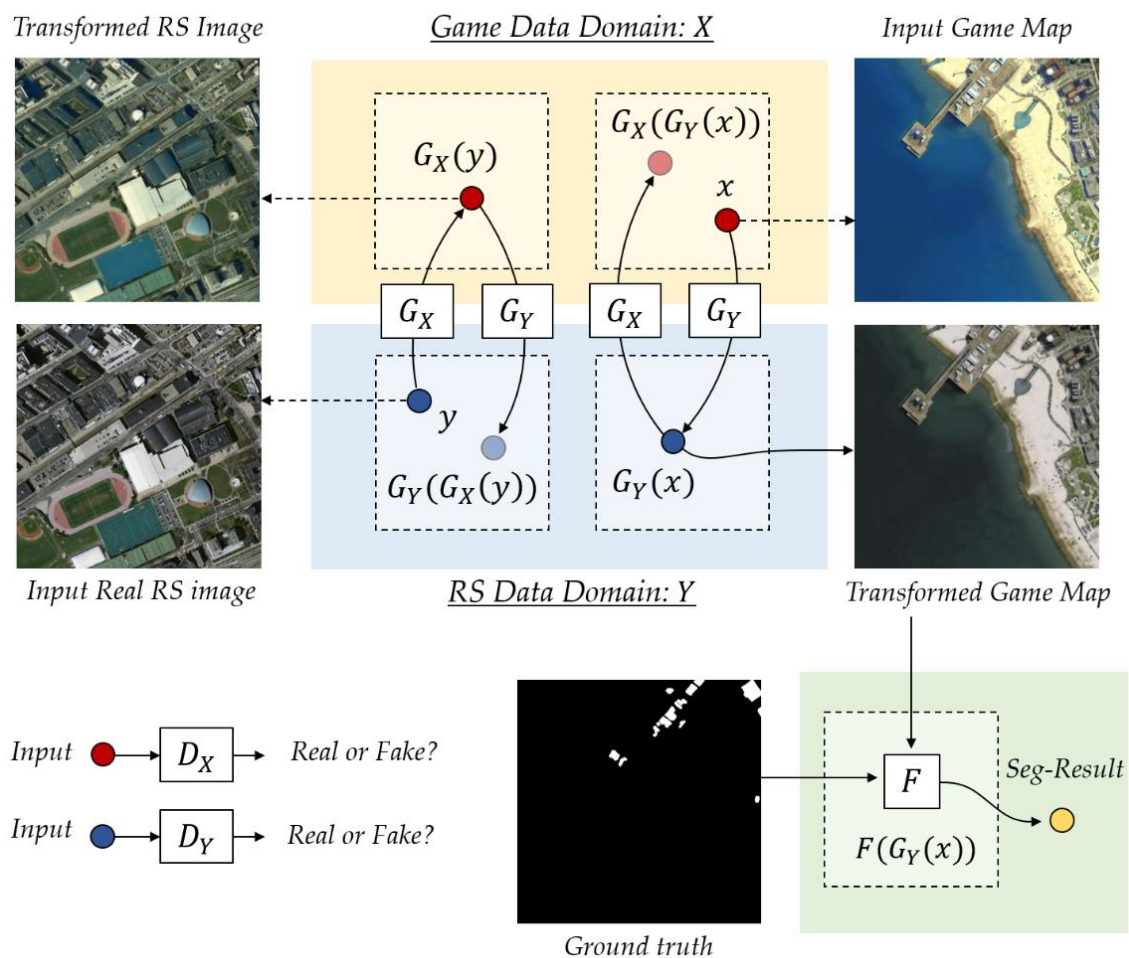 Transformed RS Image
Game Data Domain: X
Input Game Map
G_X(y)
G_X(G_Y(x))
x
G_X
G_Y
G_X
G_Y
y
G_Y(G_X(y))
G_Y(x)
Input Real RS image
RS Data Domain: Y
Transformed Game Map
Input
D_X
Real or Fake?
Input
D_Y
Real or Fake?
F
Seg-Result
F(G_Y(x))
Ground truth